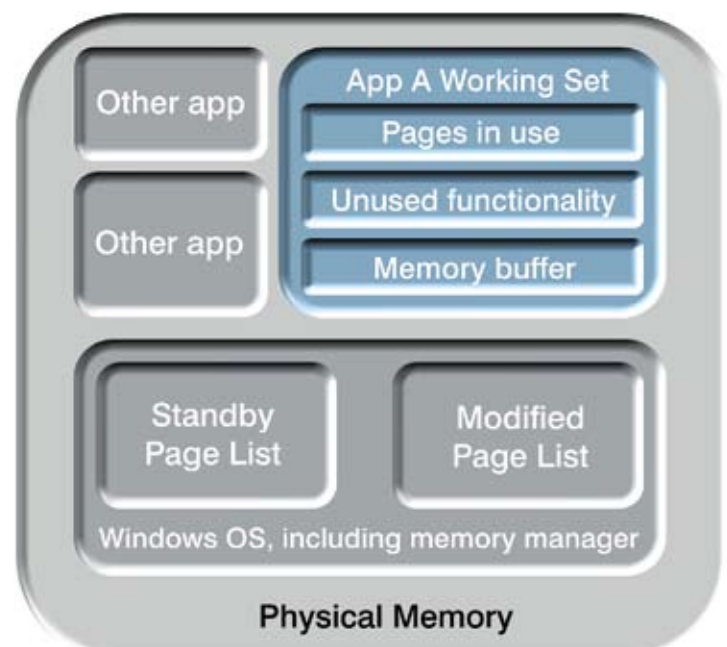 Other app
App A Working Set
Pages in use
Unused functionality
Memory buffer
Other app
Standby
Page List
Modified
Page List
Windows OS, including memory manager
Physical Memory